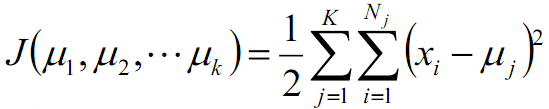 J(μ₁, μ₂, ⋯ μₖ) = 1/2 ∑_{j=1}^{K} ∑_{i=1}^{N_j} (x_i − μ_j)²